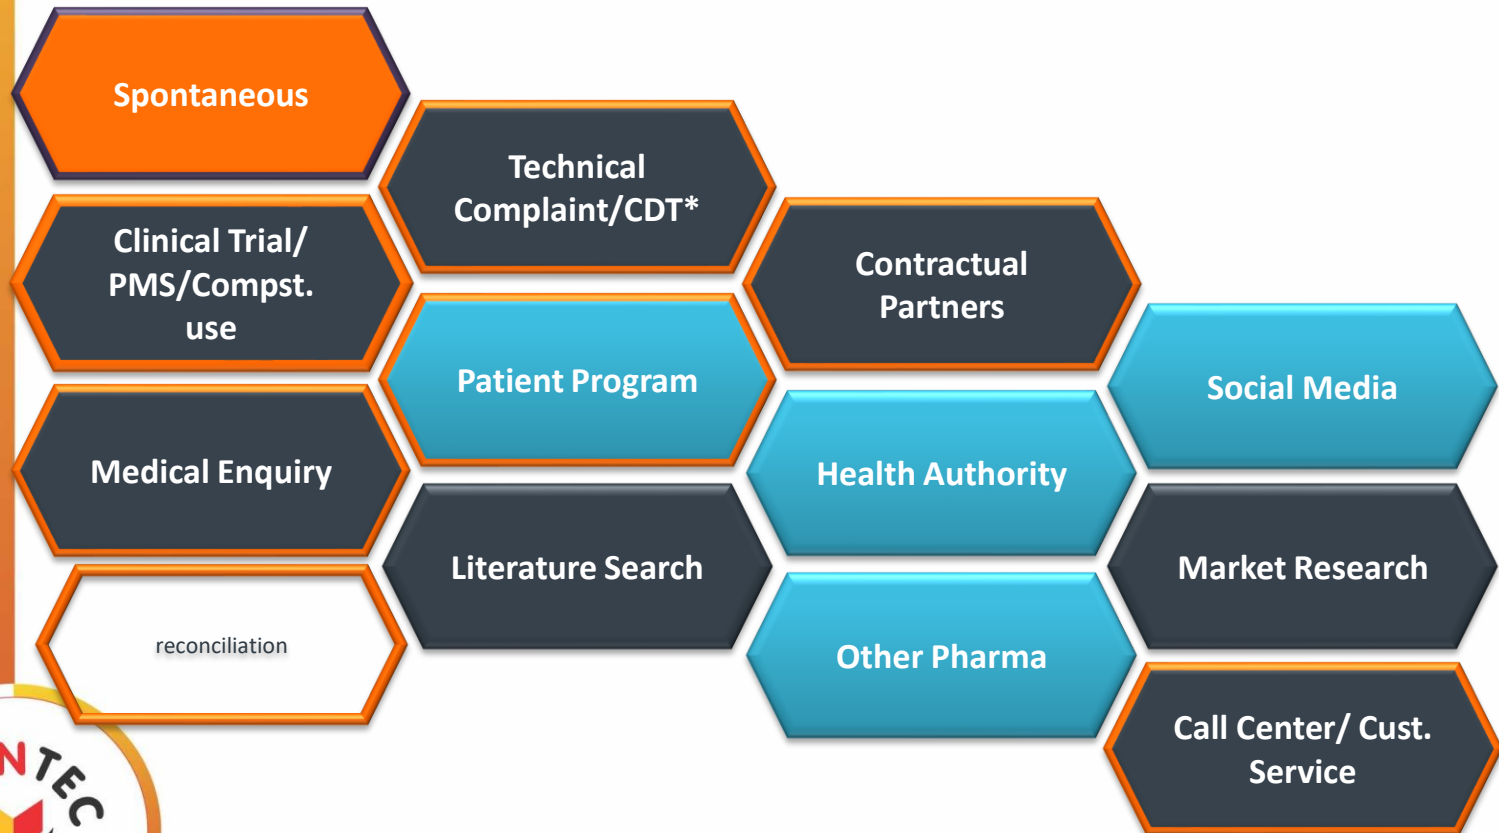 Spontaneous
Clinical Trial/
PMS/Compst.
use
Medical Enquiry
reconciliation
Technical
Complaint/CDT*
Patient Program
Literature Search
Contractual
Partners
Health Authority
Other Pharma
Social Media
Market Research
Call Center/ Cust.
Service
NTEC